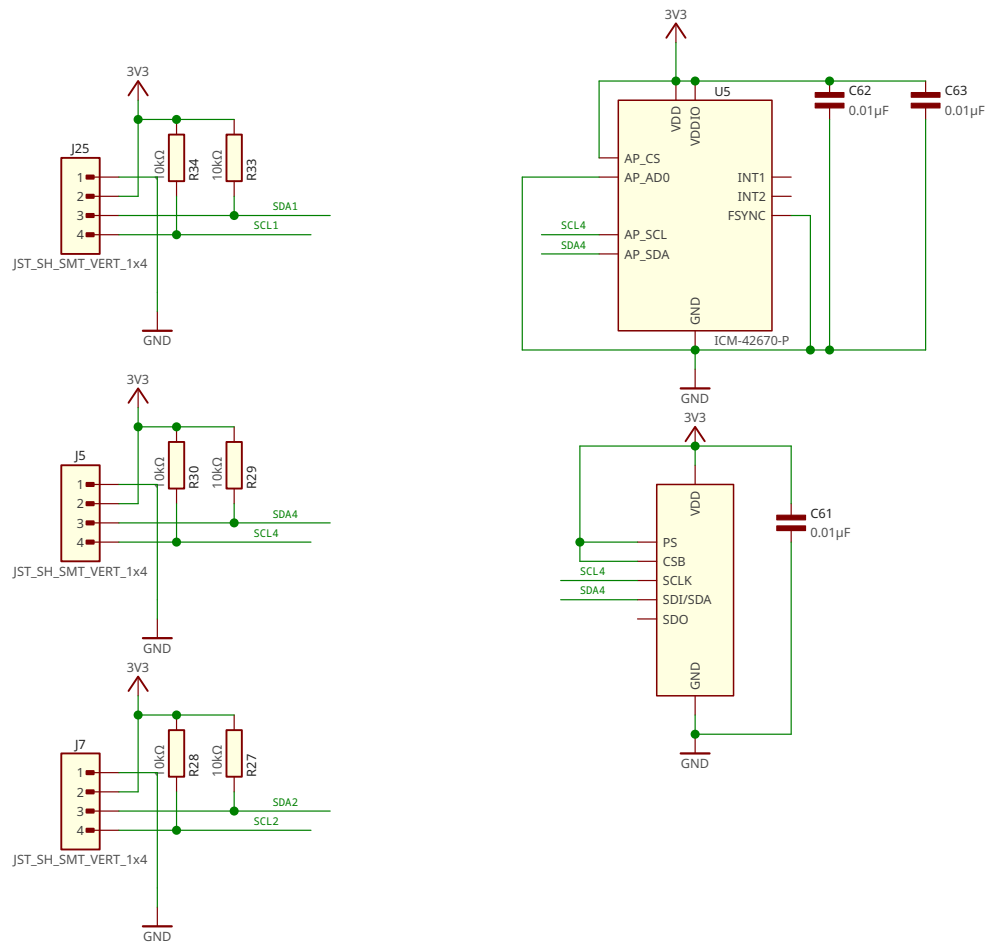 3V3
J25
1
2
3
4
JST_SH_SMT_VERT_1x4
10kΩ
R34
10kΩ
R33
SDA1
SCL1
GND
3V3
J5
1
2
3
4
JST_SH_SMT_VERT_1x4
10kΩ
R30
10kΩ
R29
SDA4
SCL4
GND
3V3
J7
1
2
3
4
JST_SH_SMT_VERT_1x4
10kΩ
R28
10kΩ
R27
SDA2
SCL2
GND
3V3
U5
VDD
VDDIO
AP_CS
AP_AD0
INT1
INT2
FSYNC
SCL4
AP_SCL
SDA4
AP_SDA
GND
ICM-42670-P
C62
0.01µF
C63
0.01µF
GND
3V3
VDD
PS
CSB
SCL4
SCLK
SDA4
SDI/SDA
SDO
GND
C61
0.01µF
GND